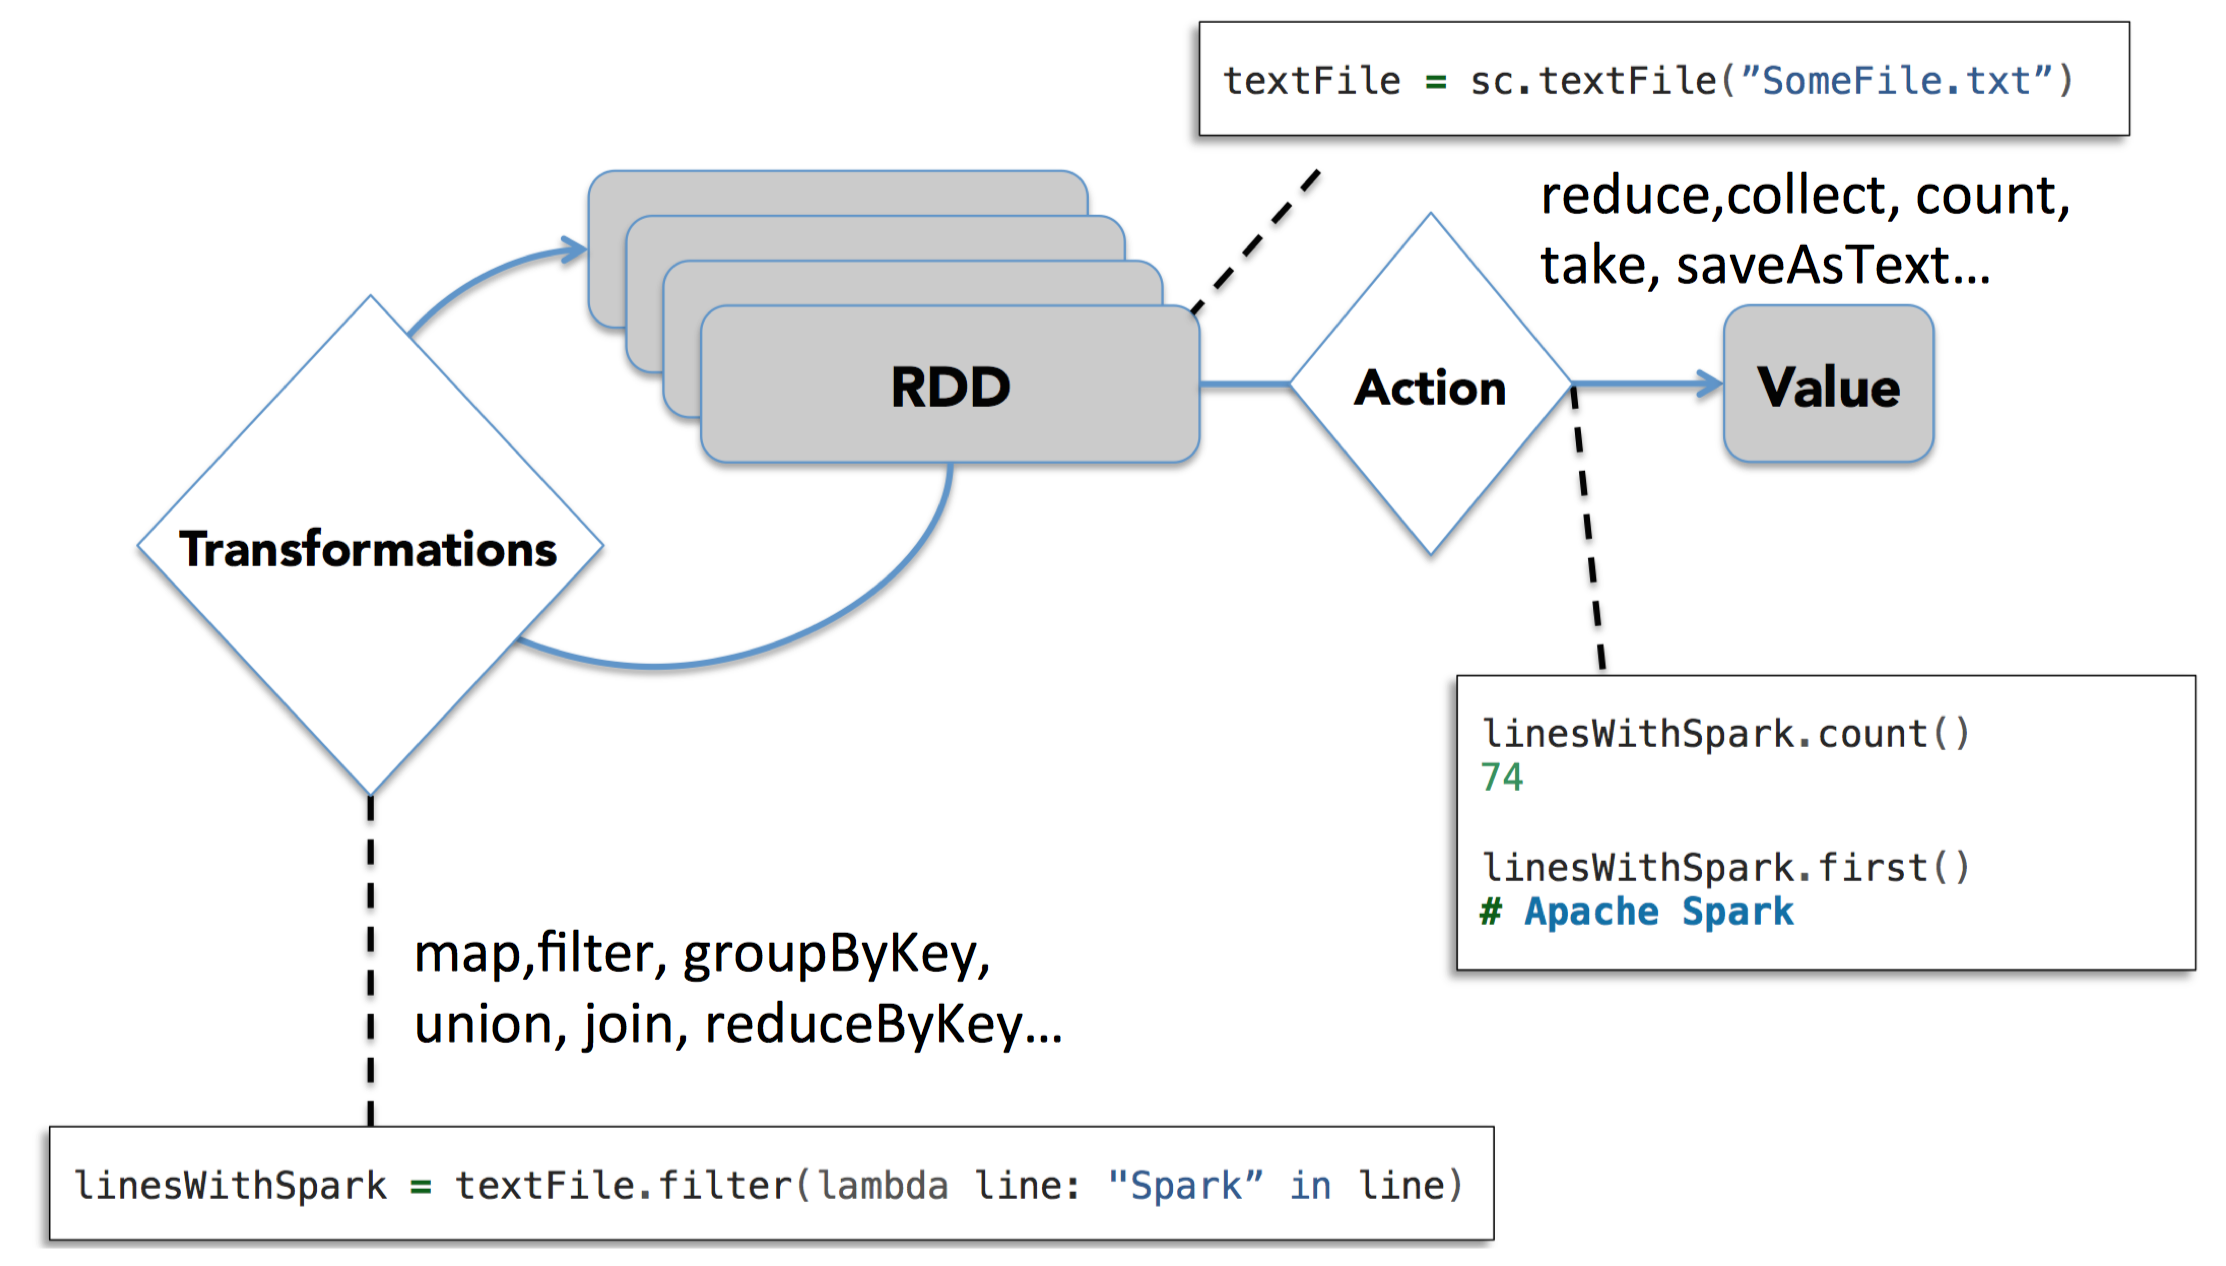 textFile = sc.textFile(”SomeFile.txt”)
reduce,collect, count,
take, saveAsText...
RDD
Action
Value
Transformations
linesWithSpark.count()
74
linesWithSpark.first()
# Apache Spark
map,filter, groupByKey,
union, join, reduceByKey...
linesWithSpark = textFile.filter(lambda line: "Spark” in line)